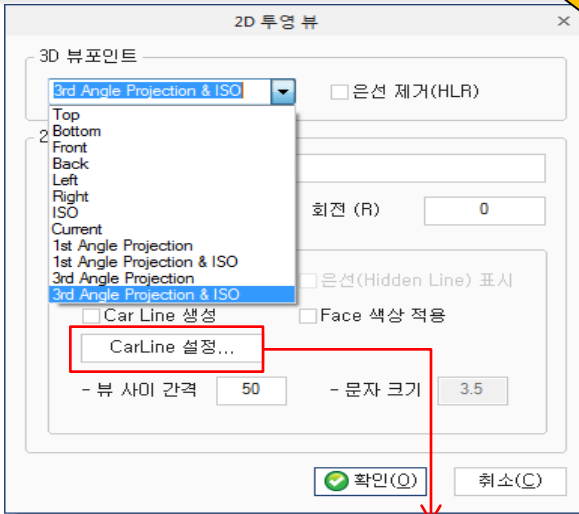 2D 투영 뷰
3D 뷰포인트
3rd Angle Projection & ISO
은선 제거(HLR)
Top
Bottom
Front
Back
Left
Right
ISO
Current
1st Angle Projection
1st Angle Projection & ISO
3rd Angle Projection
3rd Angle Projection & ISO
2
회전 (R) 0
은선(Hidden Line) 표시
Car Line 생성 Face 색상 적용
CarLine 설정...
- 뷰 사이 간격 50 - 문자 크기 3.5
확인(O) 취소(C)